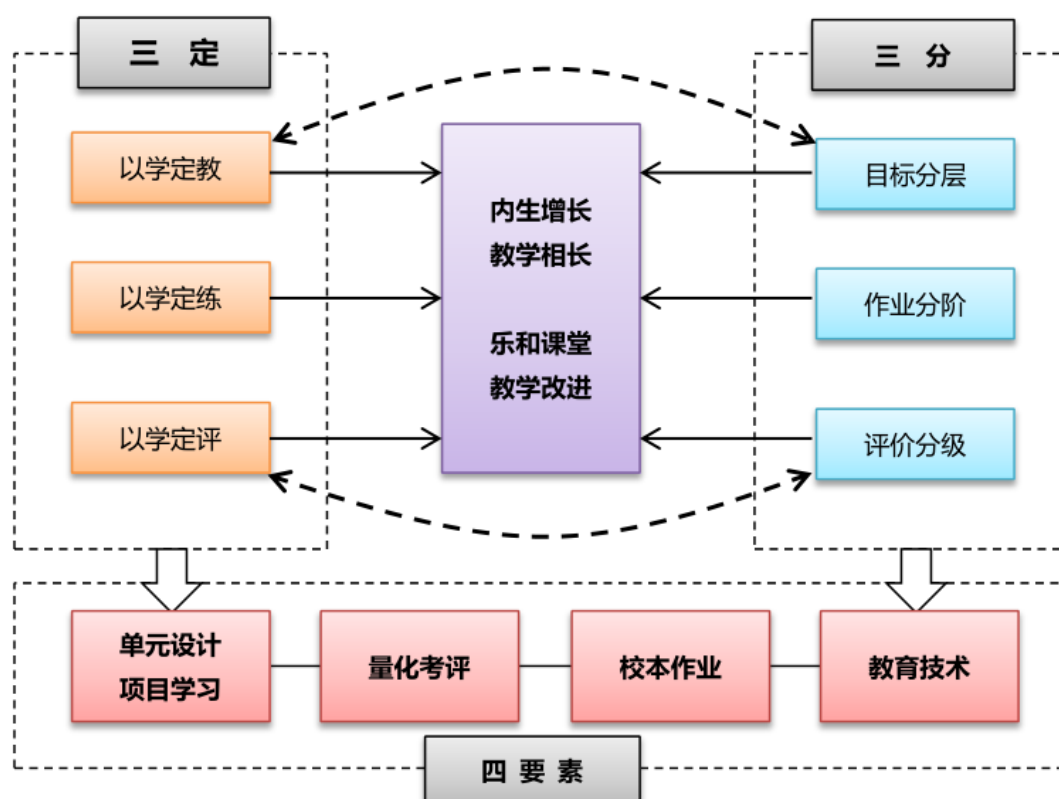 三 定
三 分
以学定教
以学定练
以学定评
内生增长
教学相长
乐和课堂
教学改进
目标分层
作业分阶
评价分级
单元设计
项目学习
量化考评
校本作业
教育技术
四 要 素